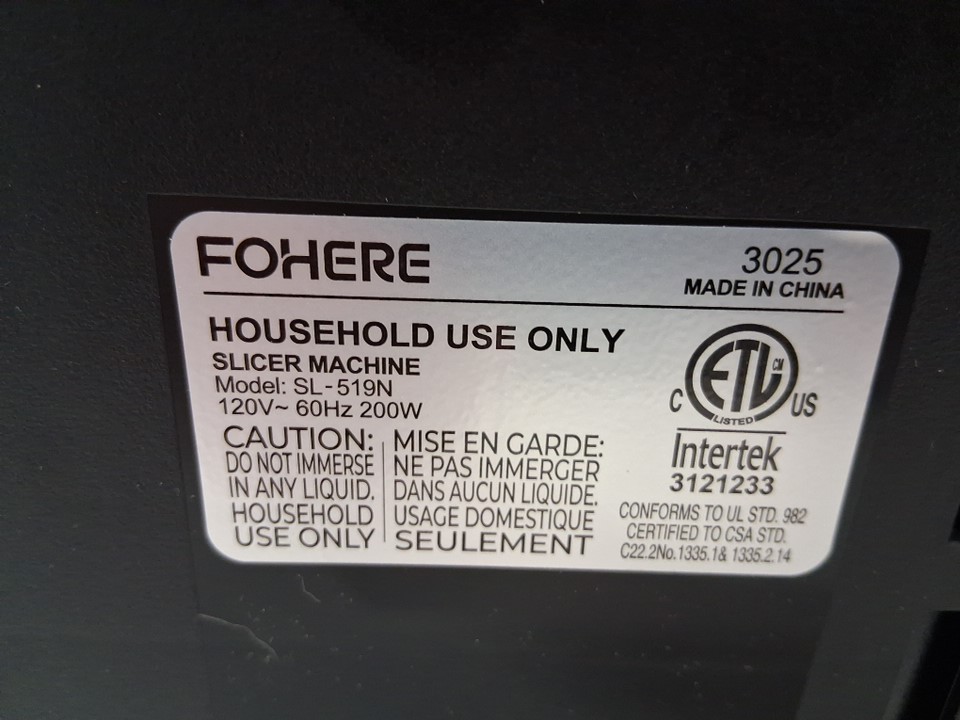 FOHERE
3025
MADE IN CHINA
HOUSEHOLD USE ONLY
SLICER MACHINE
Model: SL-519N
120V~ 60Hz 200W
CAUTION:
DO NOT IMMERSE
IN ANY LIQUID.
HOUSEHOLD
USE ONLY
MISE EN GARDE:
NE PAS IMMERGER
DANS AUCUN LIQUIDE.
USAGE DOMESTIQUE
SEULEMENT
ETL CM
LISTED
C US
Intertek
3121233
CONFORMS TO UL STD. 982
CERTIFIED TO CSA STD.
C22.2No.1335.1& 1335.2.14